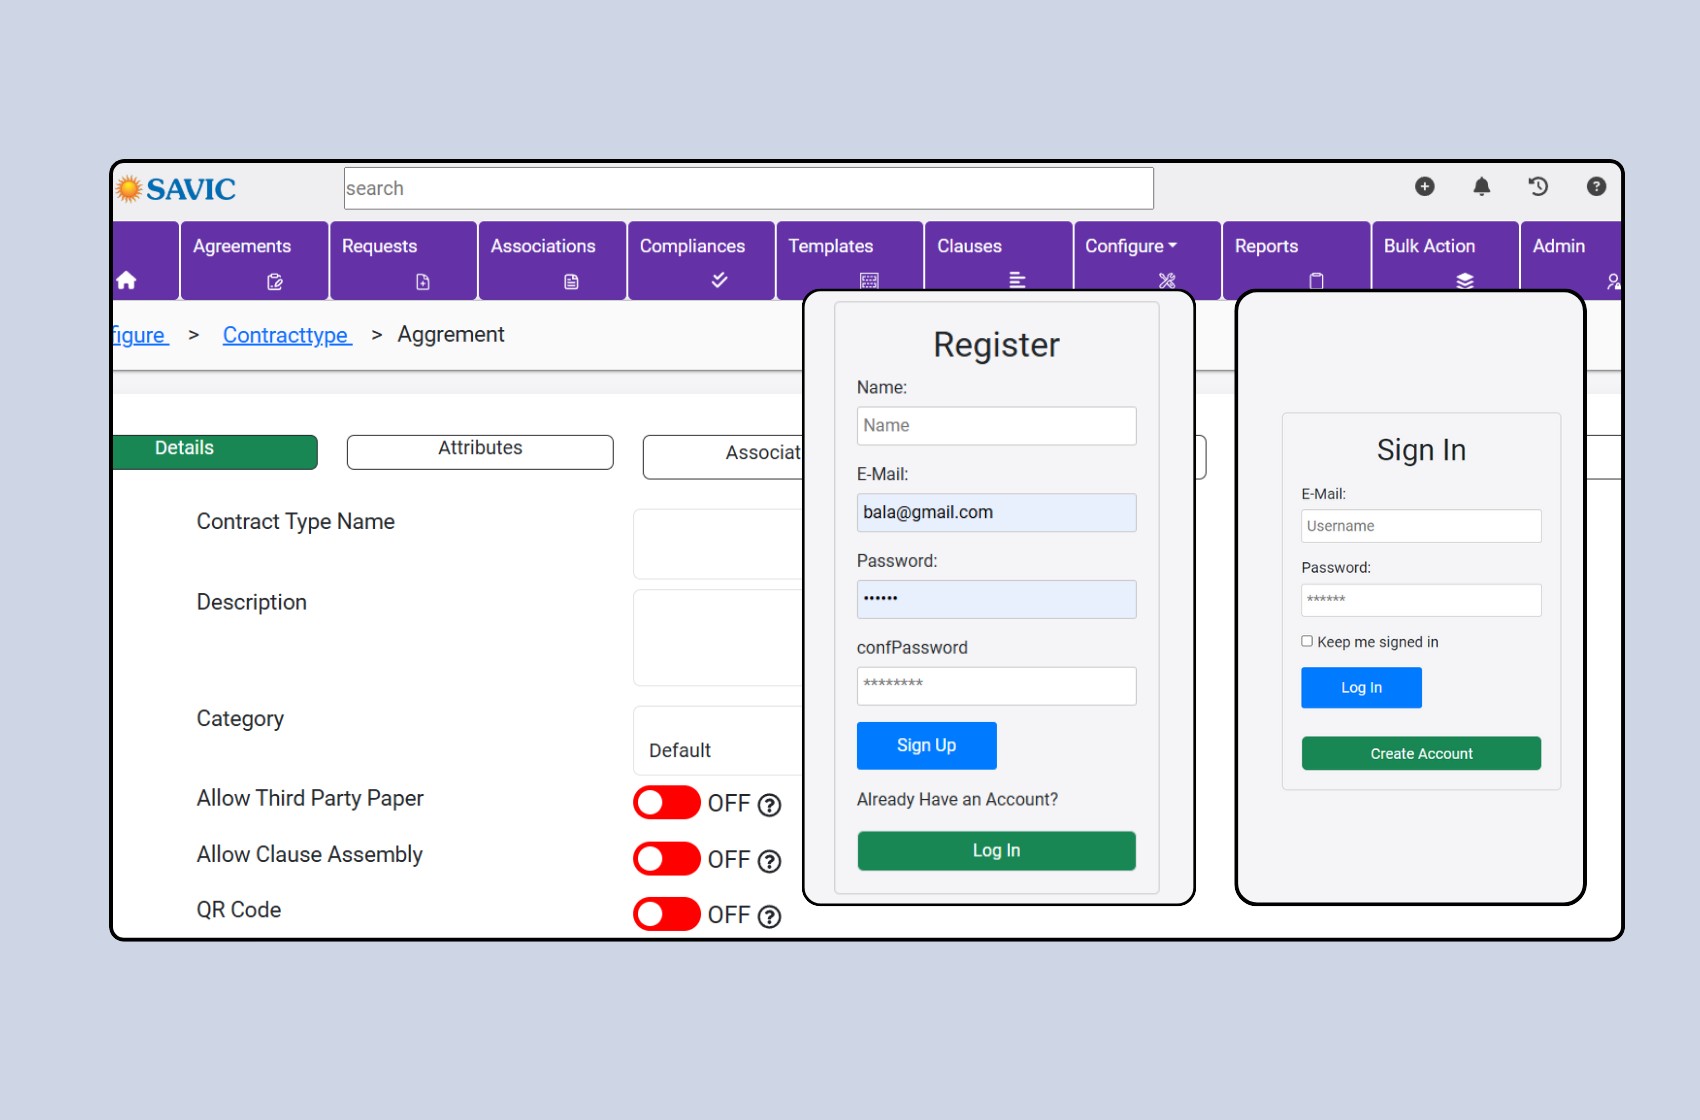 SAVIC
search
Agreements
Requests
Associations
Compliances
Templates
Clauses
Configure
Reports
Bulk Action
Admin
figure > Contracttype > Aggrement
Details
Attributes
Associat
Contract Type Name
Description
Category
Default
Allow Third Party Paper
OFF ?
Allow Clause Assembly
OFF ?
QR Code
OFF ?
Register
Name:
Name
E-Mail:
bala@gmail.com
Password:
••••••
confPassword
********
Sign Up
Already Have an Account?
Log In
Sign In
E-Mail:
Username
Password:
******
Keep me signed in
Log In
Create Account